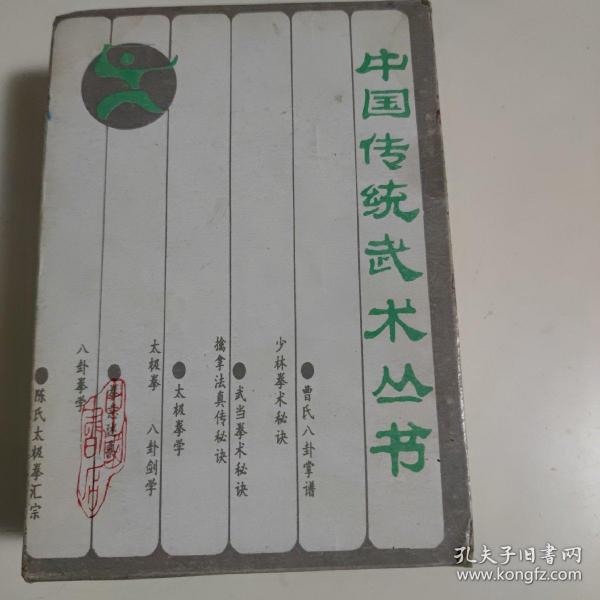 中国传统武术丛书
曹氏八卦掌谱
少林拳术秘诀
武当拳术秘诀
擒拿法真传秘诀
太极拳学
太极拳 八卦剑学
八卦拳学
陈氏太极拳汇宗
孔夫子旧书网
www.kongfz.com